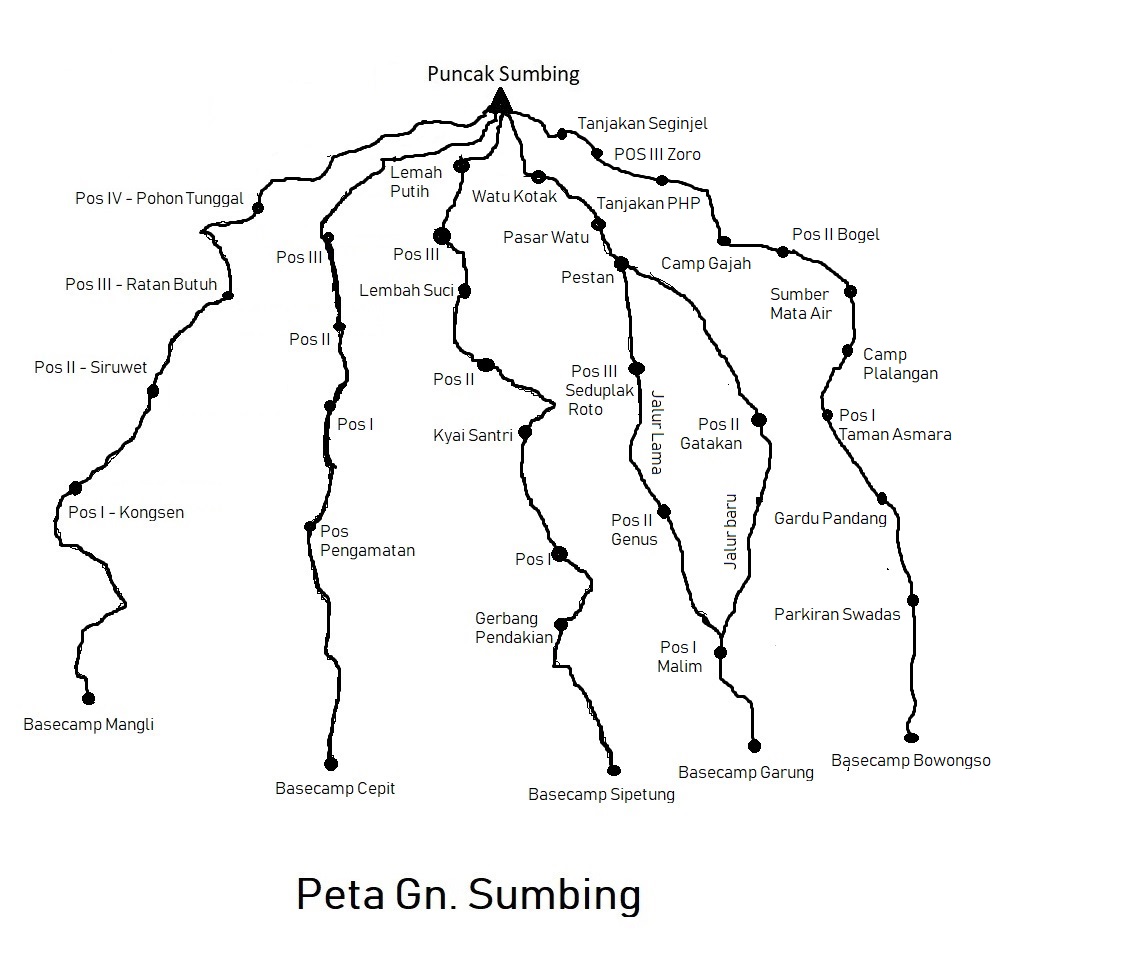 Puncak Sumbing
Tanjakan Seginjel
POS III Zoro
Lemah
Putih
Watu Kotak
Tanjakan PHP
Pos IV - Pohon Tunggal
Pasar Watu
Pos II Bogel
Pos III
Pos III
Camp Gajah
Pestan
Pos III - Ratan Butuh
Lembah Suci
Sumber
Mata Air
Pos II
Pos II - Siruwet
Pos II
Pos III
Seduplak
Roto
Camp
Plalangan
Jalur Lama
Pos I
Kyai Santri
Pos II
Gatakan
Pos I
Taman Asmara
Pos I - Kongsen
Pos II
Genus
Jalur baru
Gardu Pandang
Pos
Pengamatan
Pos I
Gerbang
Pendakian
Parkiran Swadas
Pos I
Malim
Basecamp Mangli
Basecamp Cepit
Basecamp Sipetung
Basecamp Garung
Basecamp Bowongso
Peta Gn. Sumbing